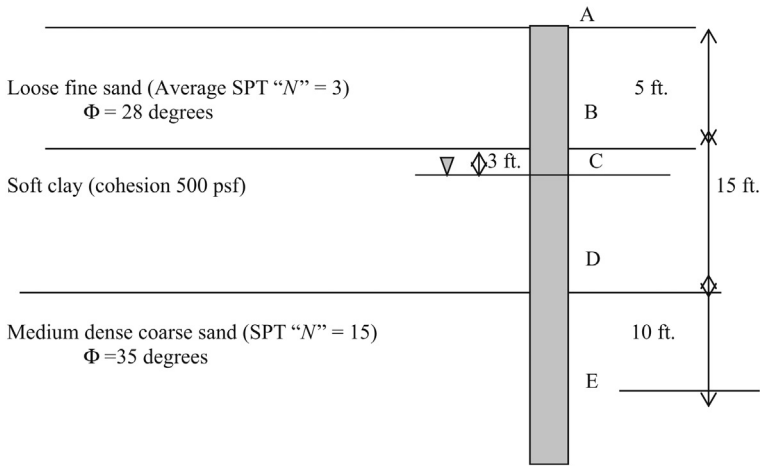 A
Loose fine sand (Average SPT “N” = 3)
Φ = 28 degrees
5 ft.
B
3 ft.
C
Soft clay (cohesion 500 psf)
15 ft.
D
Medium dense coarse sand (SPT “N” = 15)
Φ =35 degrees
10 ft.
E